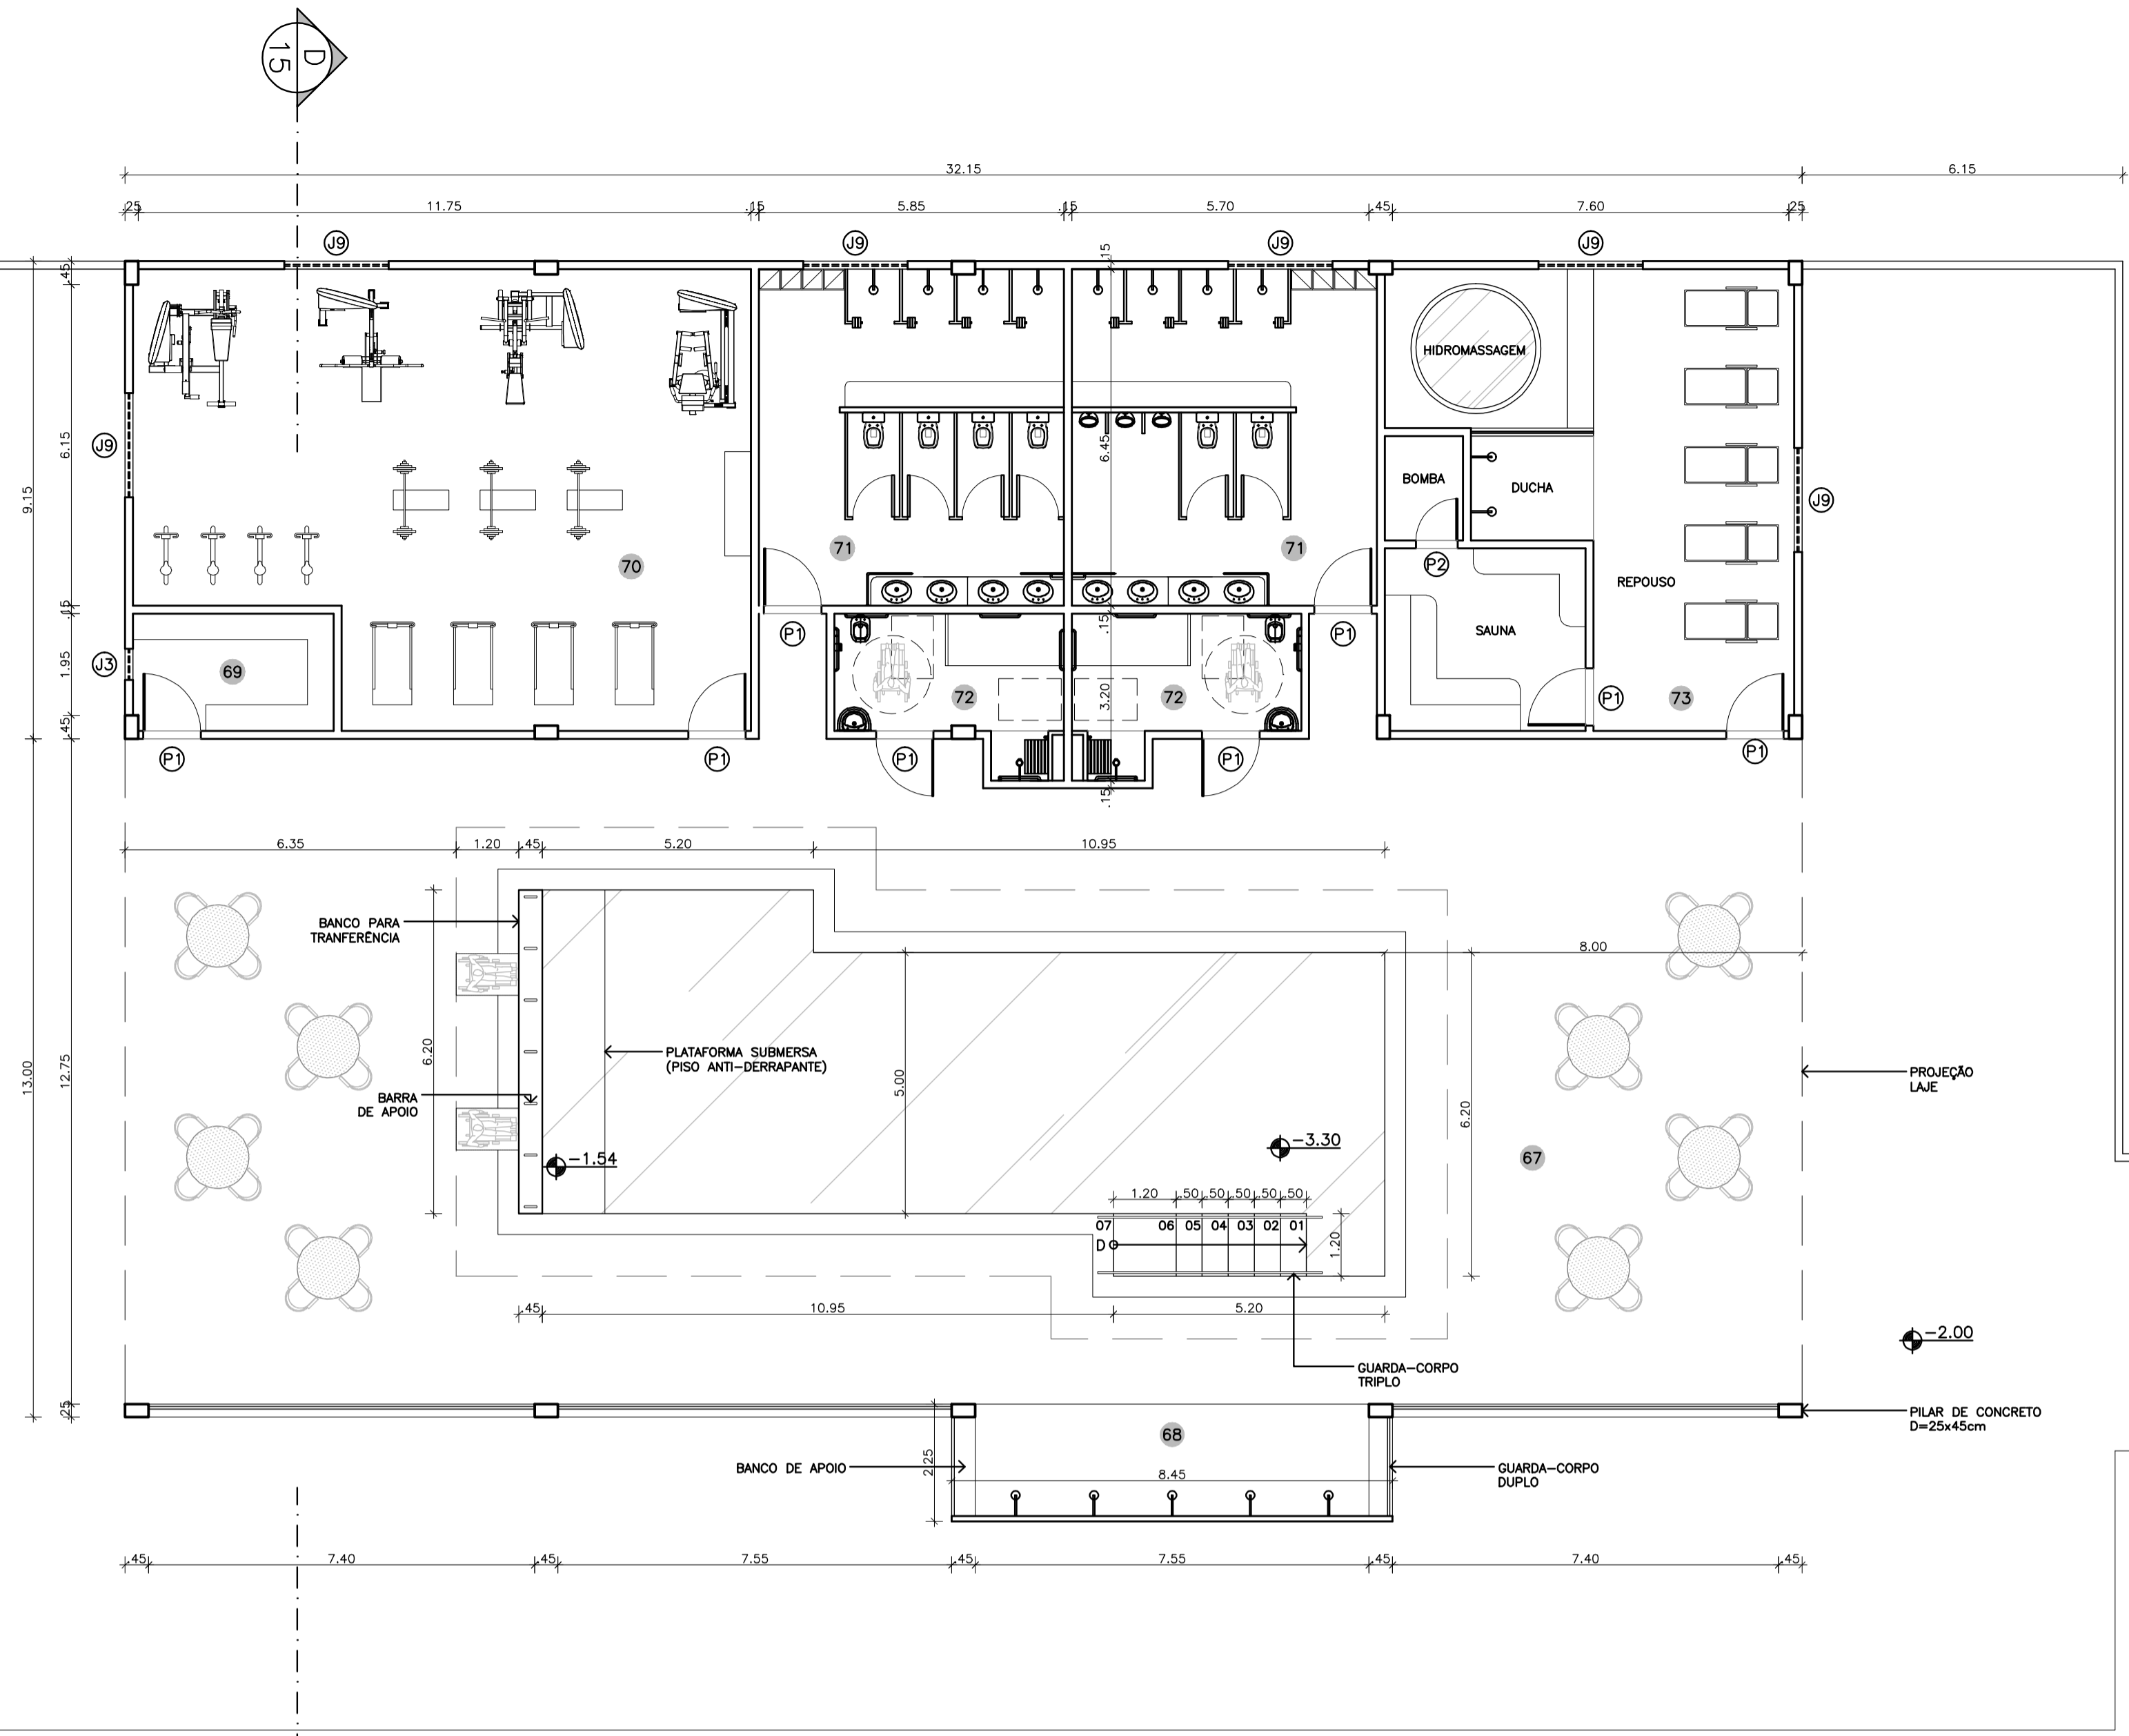 D
15
32.15
6.15
.25
11.75
.15
5.85
.15
5.70
.45
7.60
.25
J9
J9
J9
J9
.45
.15
HIDROMASSAGEM
J9
6.15
9.15
6.45
BOMBA
DUCHA
J9
70
71
71
P2
REPOUSO
.15
.15
P1
P1
SAUNA
J3
1.95
69
72
3.20
72
P1
73
.45
P1
P1
P1
P1
P1
.15
6.35
1.20
.45
5.20
10.95
BANCO PARA
TRANFERÊNCIA
8.00
6.20
PLATAFORMA SUBMERSA
(PISO ANTI-DERRAPANTE)
5.00
13.00
12.75
PROJEÇÃO
LAJE
BARRA
DE APOIO
6.20
-1.54
-3.30
67
1.20
.50
.50
.50
.50
.50
07
06
05
04
03
02
01
D
1.20
.45
10.95
5.20
-2.00
GUARDA-CORPO
TRIPLO
.25
PILAR DE CONCRETO
D=25x45cm
68
2.25
BANCO DE APOIO
8.45
GUARDA-CORPO
DUPLO
.45
7.40
.45
7.55
.45
7.55
.45
7.40
.45